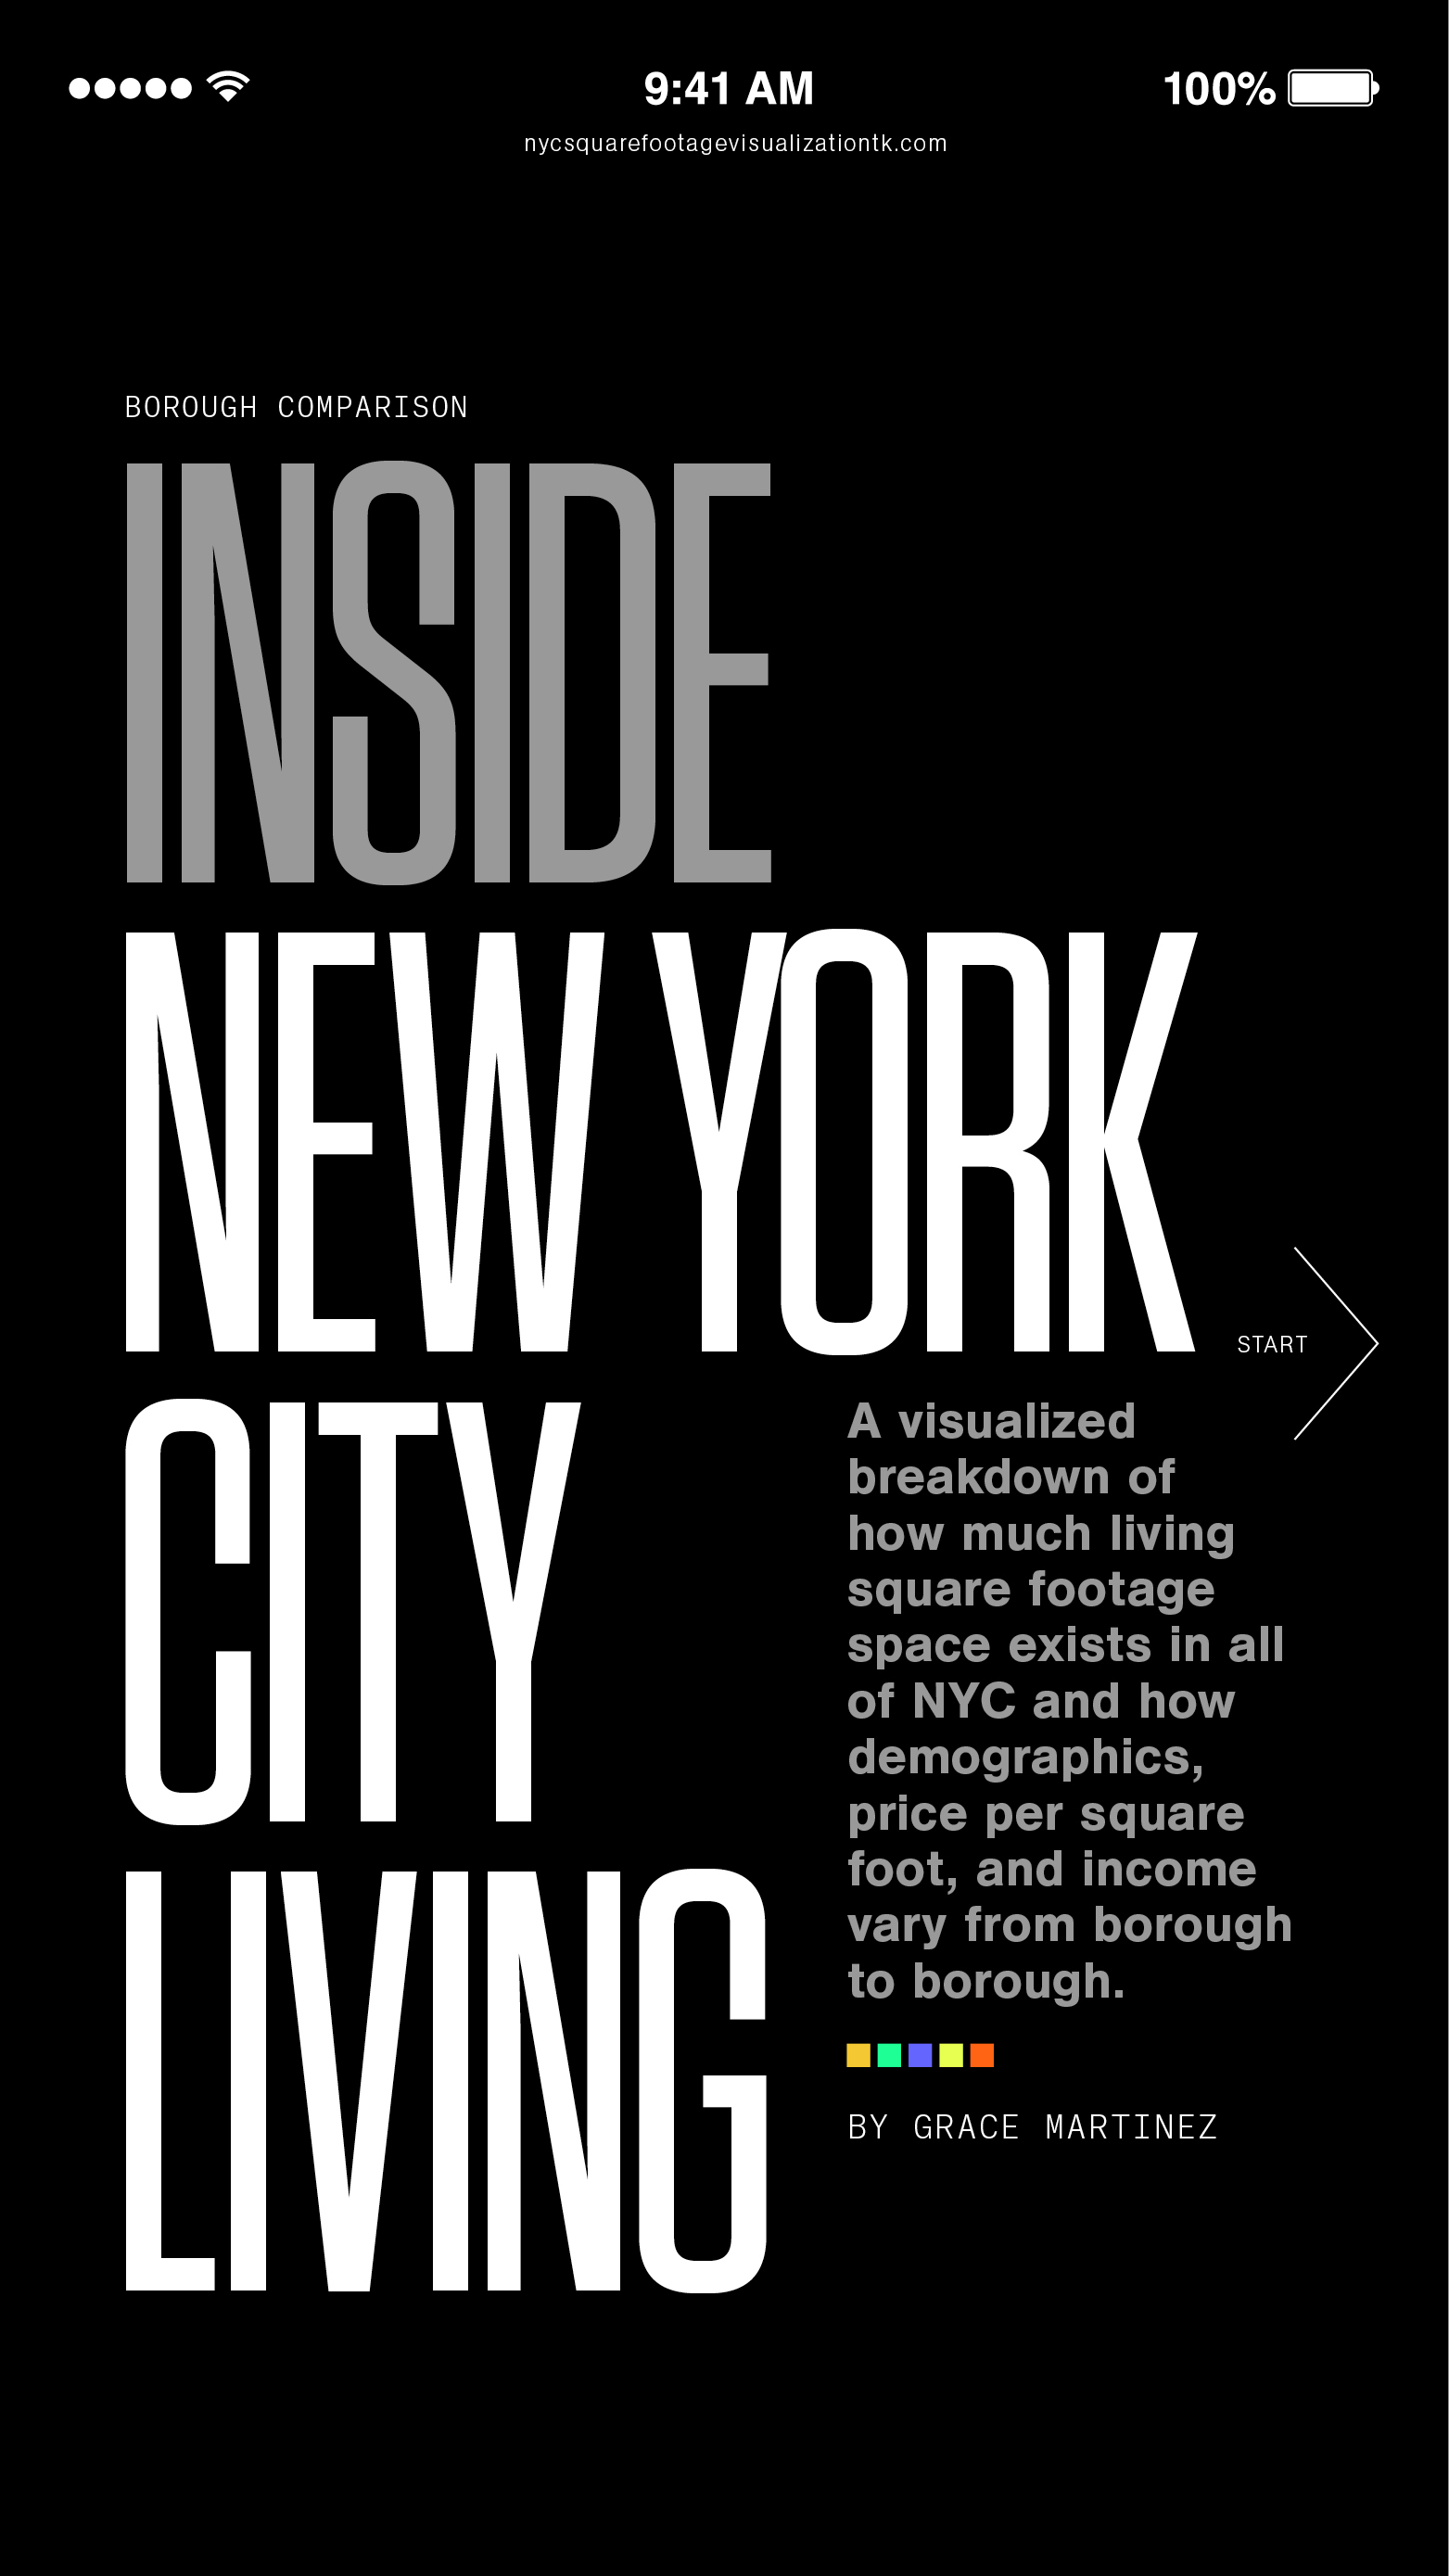 9:41 AM
100%
nycsquarefootagevisualizationtk.com
BOROUGH COMPARISON
INSIDE
NEW YORK
START
CITY
LIVING
A visualized
breakdown of
how much living
square footage
space exists in all
of NYC and how
demographics,
price per square
foot, and income
vary from borough
to borough.
BY GRACE MARTINEZ